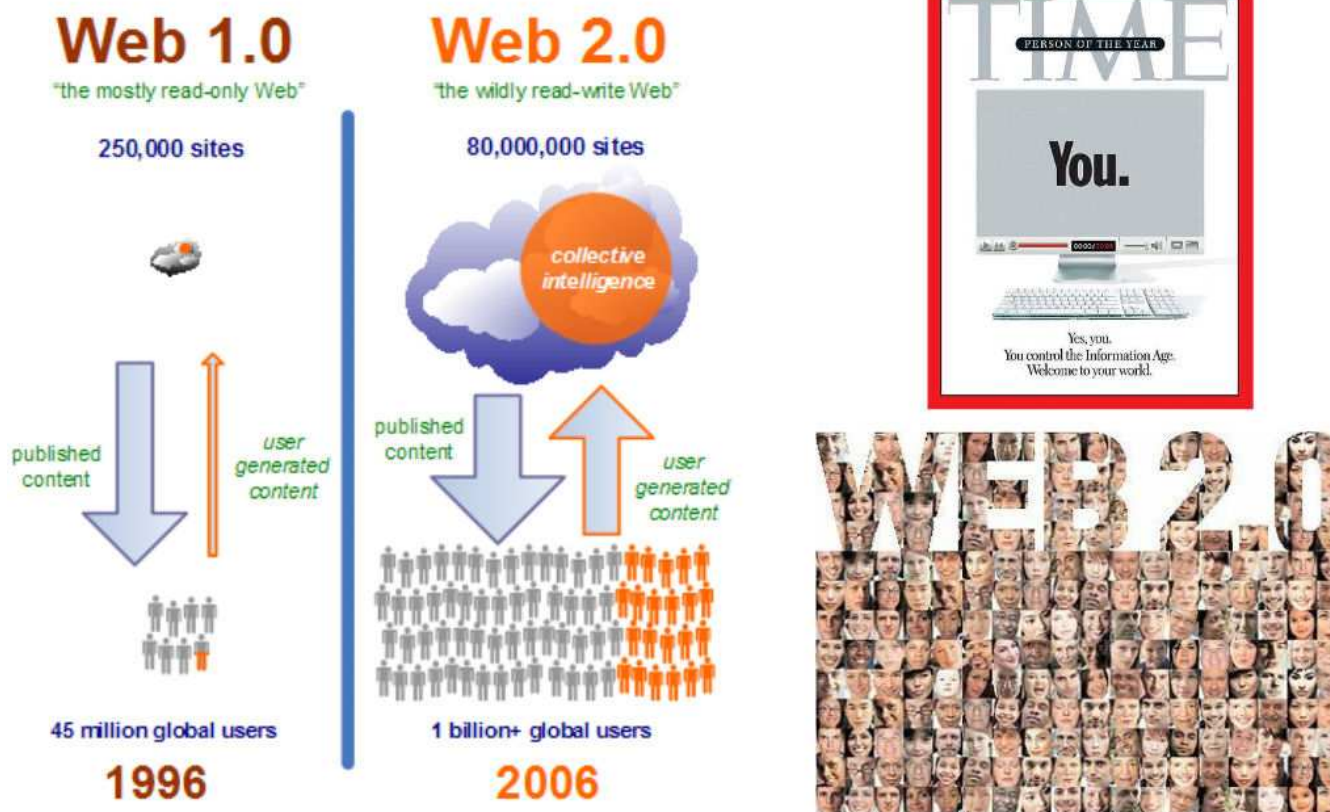 Web 1.0
"the mostly read-only Web"
250,000 sites
published
content
user
generated
content
45 million global users
1996
Web 2.0
"the wildly read-write Web"
80,000,000 sites
collective
intelligence
published
content
user
generated
content
1 billion+ global users
2006
TIME
PERSON OF THE YEAR
You.
Yes, you.
You control the Information Age.
Welcome to your world.
WEB 2.0